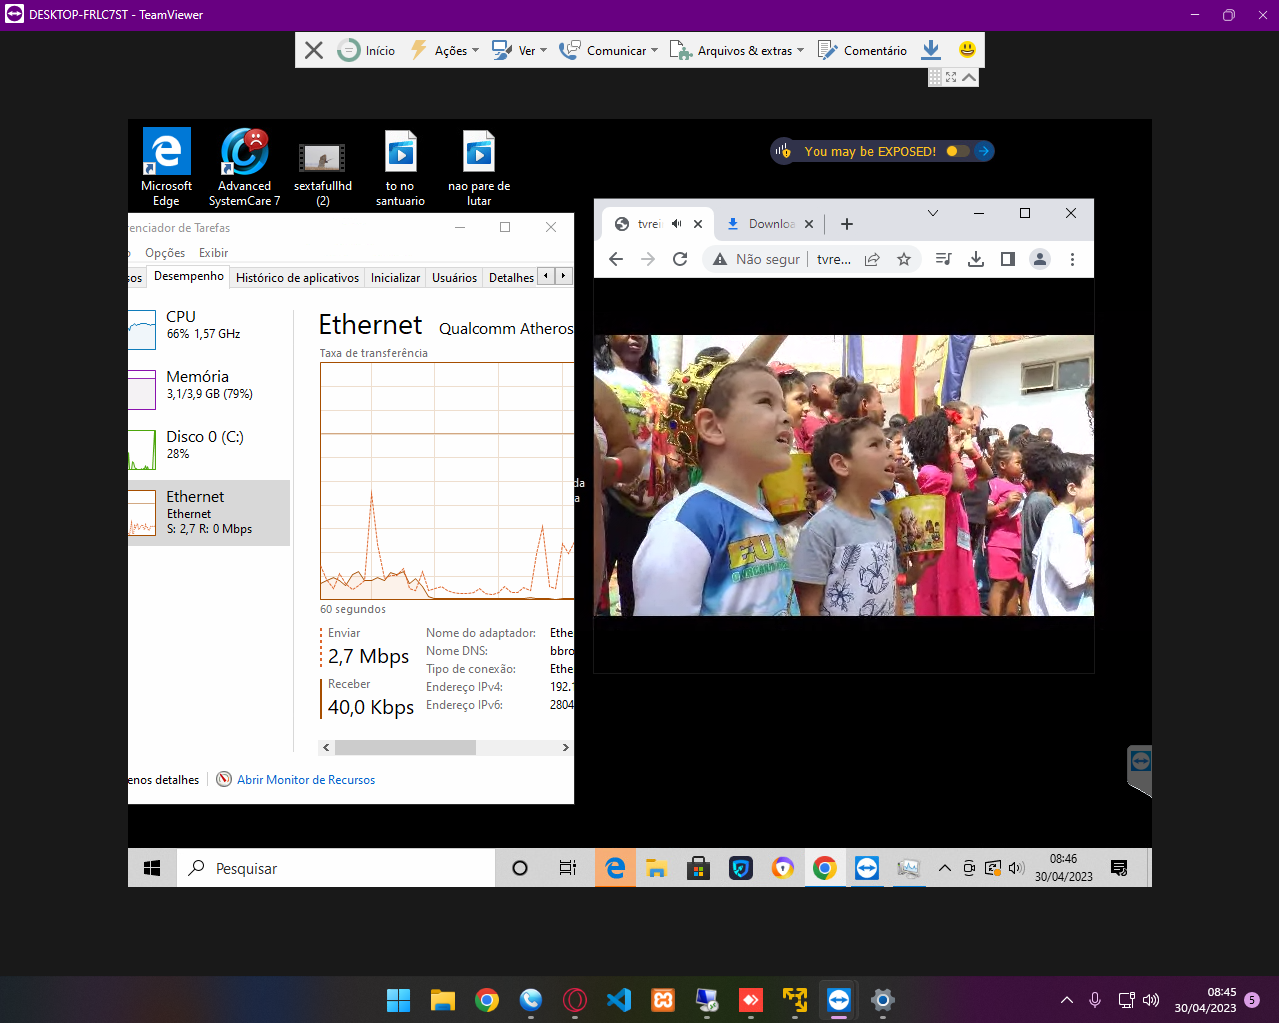 DESKTOP-FRLC7ST - TeamViewer
Início
Ações
Ver
Comunicar
Arquivos & extras
Comentário
Microsoft
Edge
Advanced
SystemCare 7
sextafullhd
(2)
to no
santuario
nao pare de
lutar
You may be EXPOSED!
renciador de Tarefas
Opções
Exibir
sos
Desempenho
Histórico de aplicativos
Inicializar
Usuários
Detalhes
CPU
66% 1,57 GHz
Memória
3,1/3,9 GB (79%)
Disco 0 (C:)
28%
Ethernet
Ethernet
S: 2,7 R: 0 Mbps
Ethernet
Qualcomm Atheros
Taxa de transferência
60 segundos
Enviar
2,7 Mbps
Receber
40,0 Kbps
Nome do adaptador: Ethe
Nome DNS: bbro
Tipo de conexão: Ethe
Endereço IPv4: 192.1
Endereço IPv6: 2804
enos detalhes
Abrir Monitor de Recursos
da
a
tvrei
Downloa
Não segur
tvre...
Pesquisar
08:46
30/04/2023
08:45
30/04/2023
5